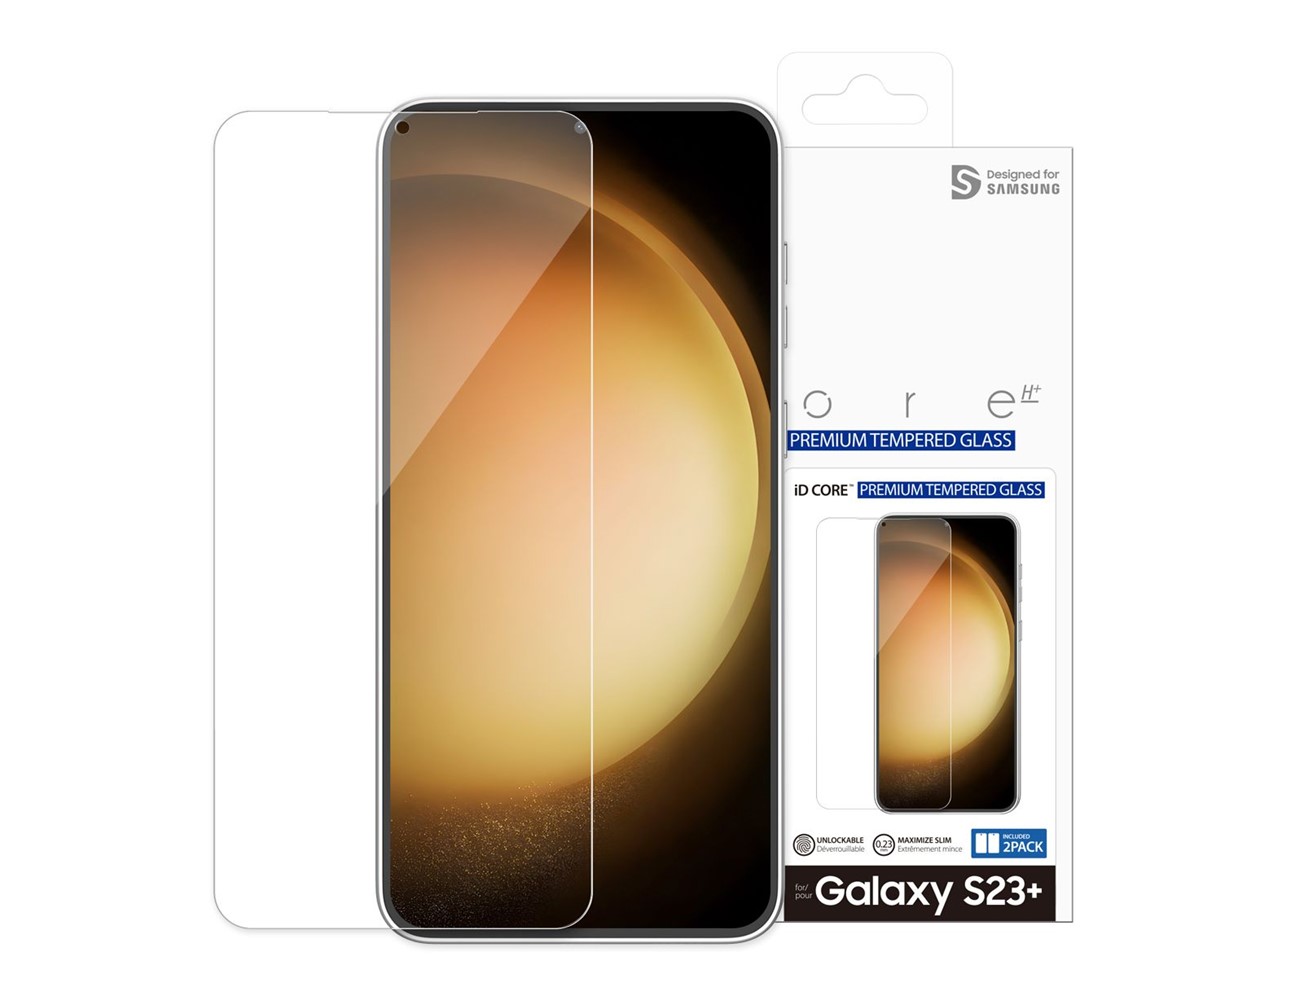 Designed for
SAMSUNG
o r e H+
PREMIUM TEMPERED GLASS
iD CORE™ PREMIUM TEMPERED GLASS
UNLOCKABLE
Déverrouillable
0.23
MAXIMIZE SLIM
Extrêmement mince
INCLUDED
2PACK
for/
pour
Galaxy S23+